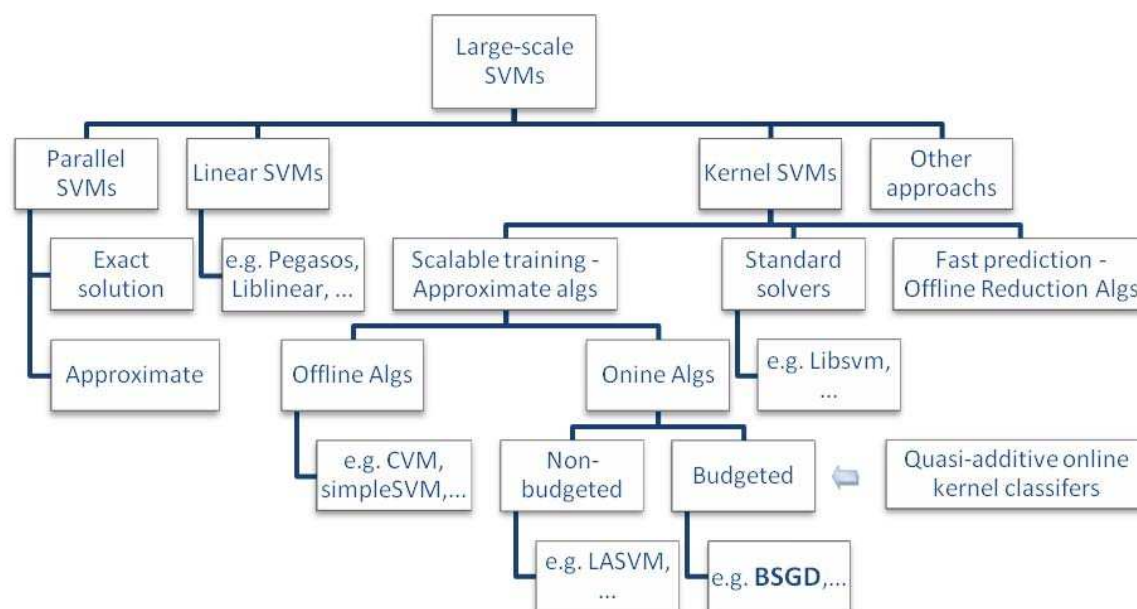 Large-scale
SVMs
Parallel
SVMs
Linear SVMs
Kernel SVMs
Other
approachs
Exact
solution
e.g. Pegasos,
Liblinear, ...
Scalable training -
Approximate algs
Standard
solvers
Fast prediction -
Offline Reduction Algs
Approximate
Offline Algs
Onine Algs
e.g. Libsvm,
...
e.g. CVM,
simpleSVM,...
Non-
budgeted
Budgeted
Quasi-additive online
kernel classifers
e.g. LASVM,
...
e.g. BSGD,...